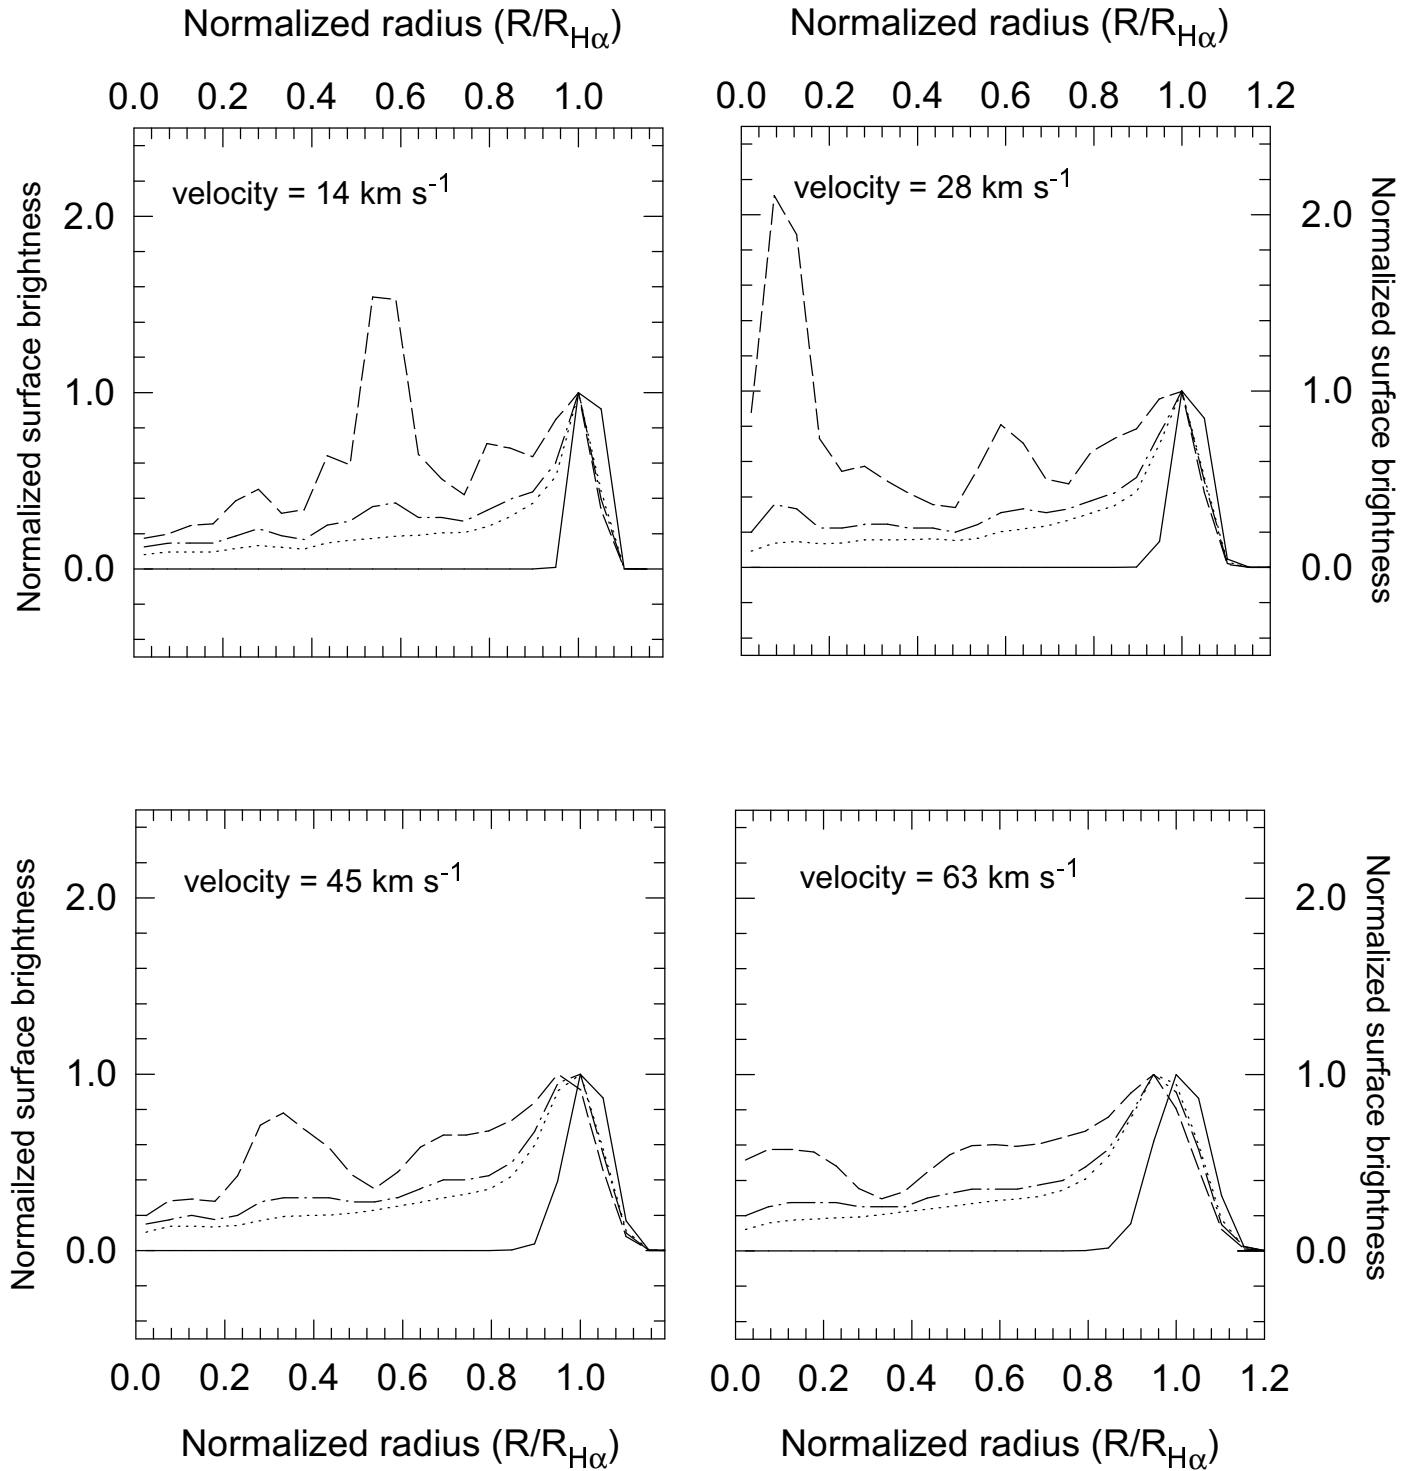 Normalized radius (R/RHα)
Normalized radius (R/RHα)
0.0 0.2 0.4 0.6 0.8 1.0
0.0 0.2 0.4 0.6 0.8 1.0 1.2
velocity = 14 km s-1
velocity = 28 km s-1
Normalized surface brightness
2.0
1.0
0.0
2.0
1.0
0.0
Normalized surface brightness
velocity = 45 km s-1
velocity = 63 km s-1
Normailzed surface brightness
2.0
1.0
0.0
2.0
1.0
0.0
Normalized surface brightness
0.0 0.2 0.4 0.6 0.8 1.0
0.0 0.2 0.4 0.6 0.8 1.0 1.2
Normalized radius (R/RHα)
Normalized radius (R/RHα)